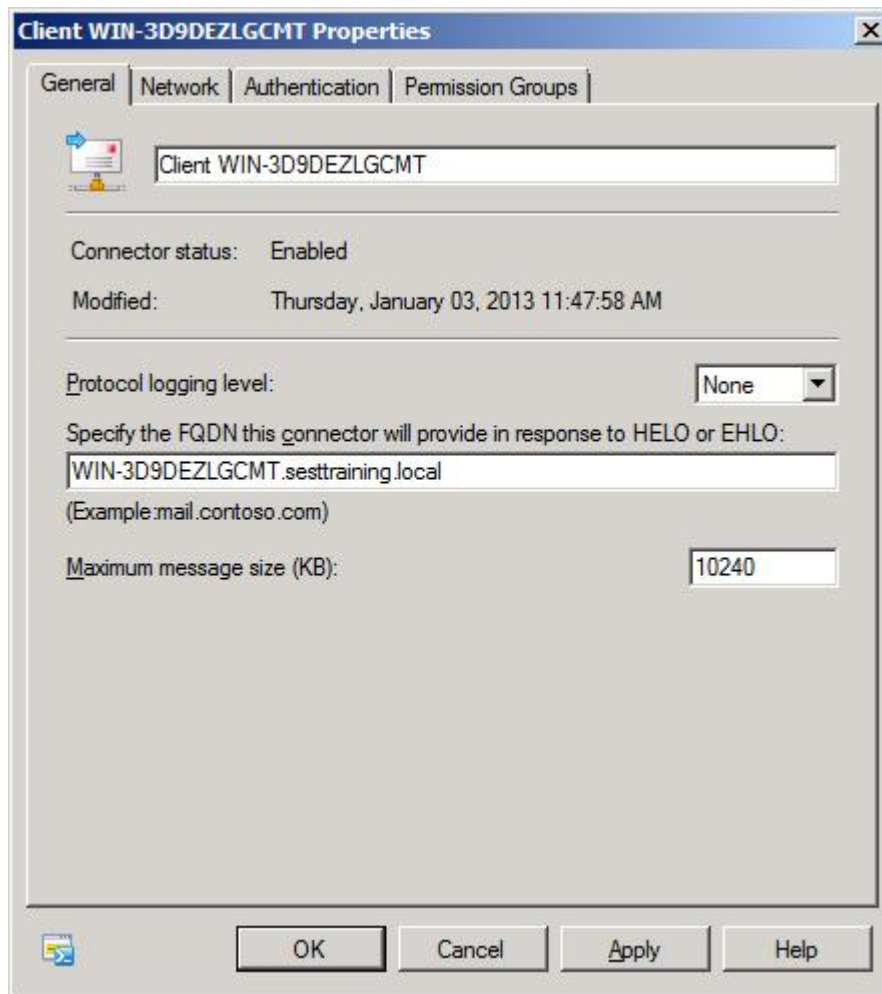 Client WIN-3D9DEZLGCMT Properties
General Network Authentication Permission Groups
Client WIN-3D9DEZLGCMT
Connector status: Enabled
Modified: Thursday, January 03, 2013 11:47:58 AM
Protocol logging level: None
Specify the FQDN this connector will provide in response to HELO or EHLO:
WIN-3D9DEZLGCMT.sesttraining.local
(Example:mail.contoso.com)
Maximum message size (KB): 10240
OK Cancel Apply Help